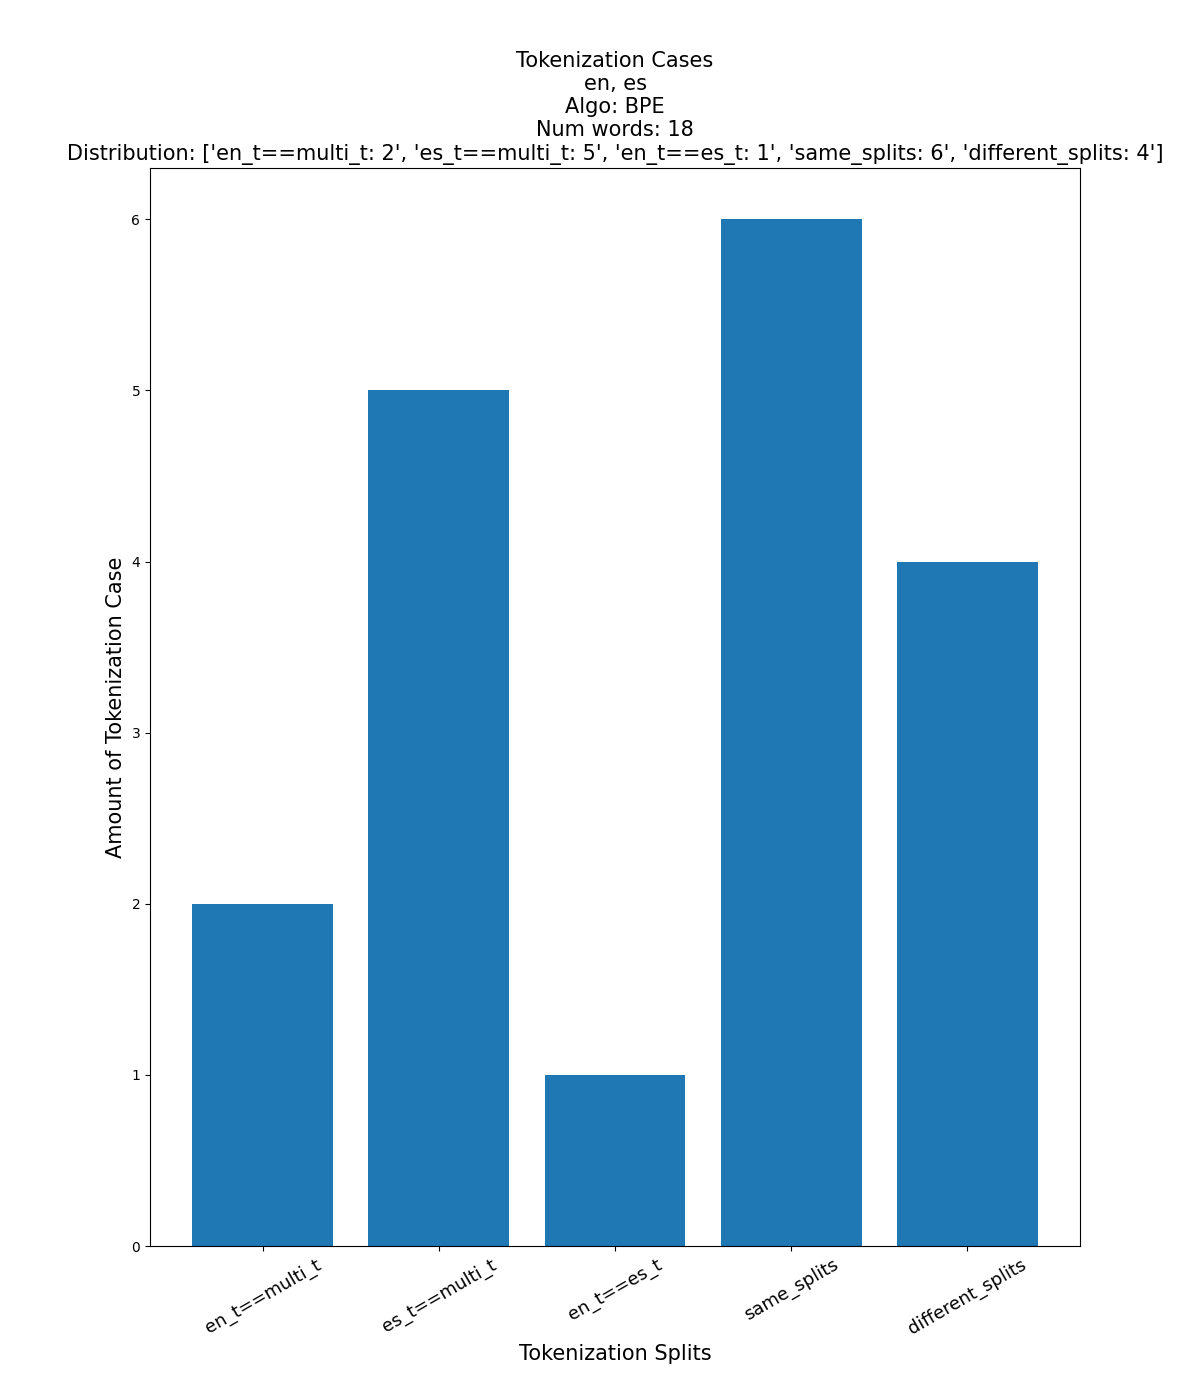 Tokenization Cases
en, es
Algo: BPE
Num words: 18
Distribution: ['en_t==multi_t: 2', 'es_t==multi_t: 5', 'en_t==es_t: 1', 'same_splits: 6', 'different_splits: 4']
6
5
4
3
2
1
0
Amount of Tokenization Case
en_t==multi_t
es_t==multi_t
en_t==es_t
same_splits
different_splits
Tokenization Splits